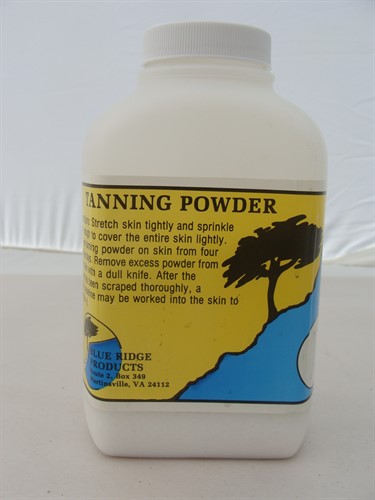 TANNING POWDER
Stretch skin tightly and sprinkle
to cover the entire skin lightly.
powder on skin from four
Remove excess powder from
with a dull knife. After the
been scraped thoroughly, a
may be worked into the skin to
BLUE RIDGE
PRODUCTS
Route 2, Box 349
Martinsville, VA 24112